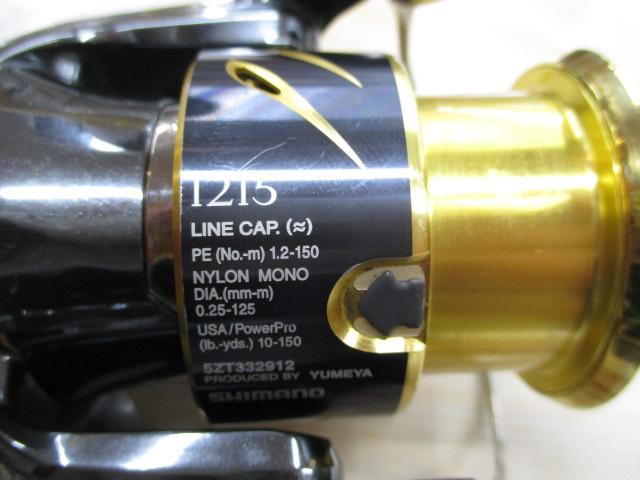 1215
LINE CAP. (≈)
PE (No.-m) 1.2-150
NYLON MONO
DIA.(mm-m)
0.25-125
USA/PowerPro
(lb.-yds.) 10-150
5ZT332912
PRODUCED BY YUMEYA
SHIMANO